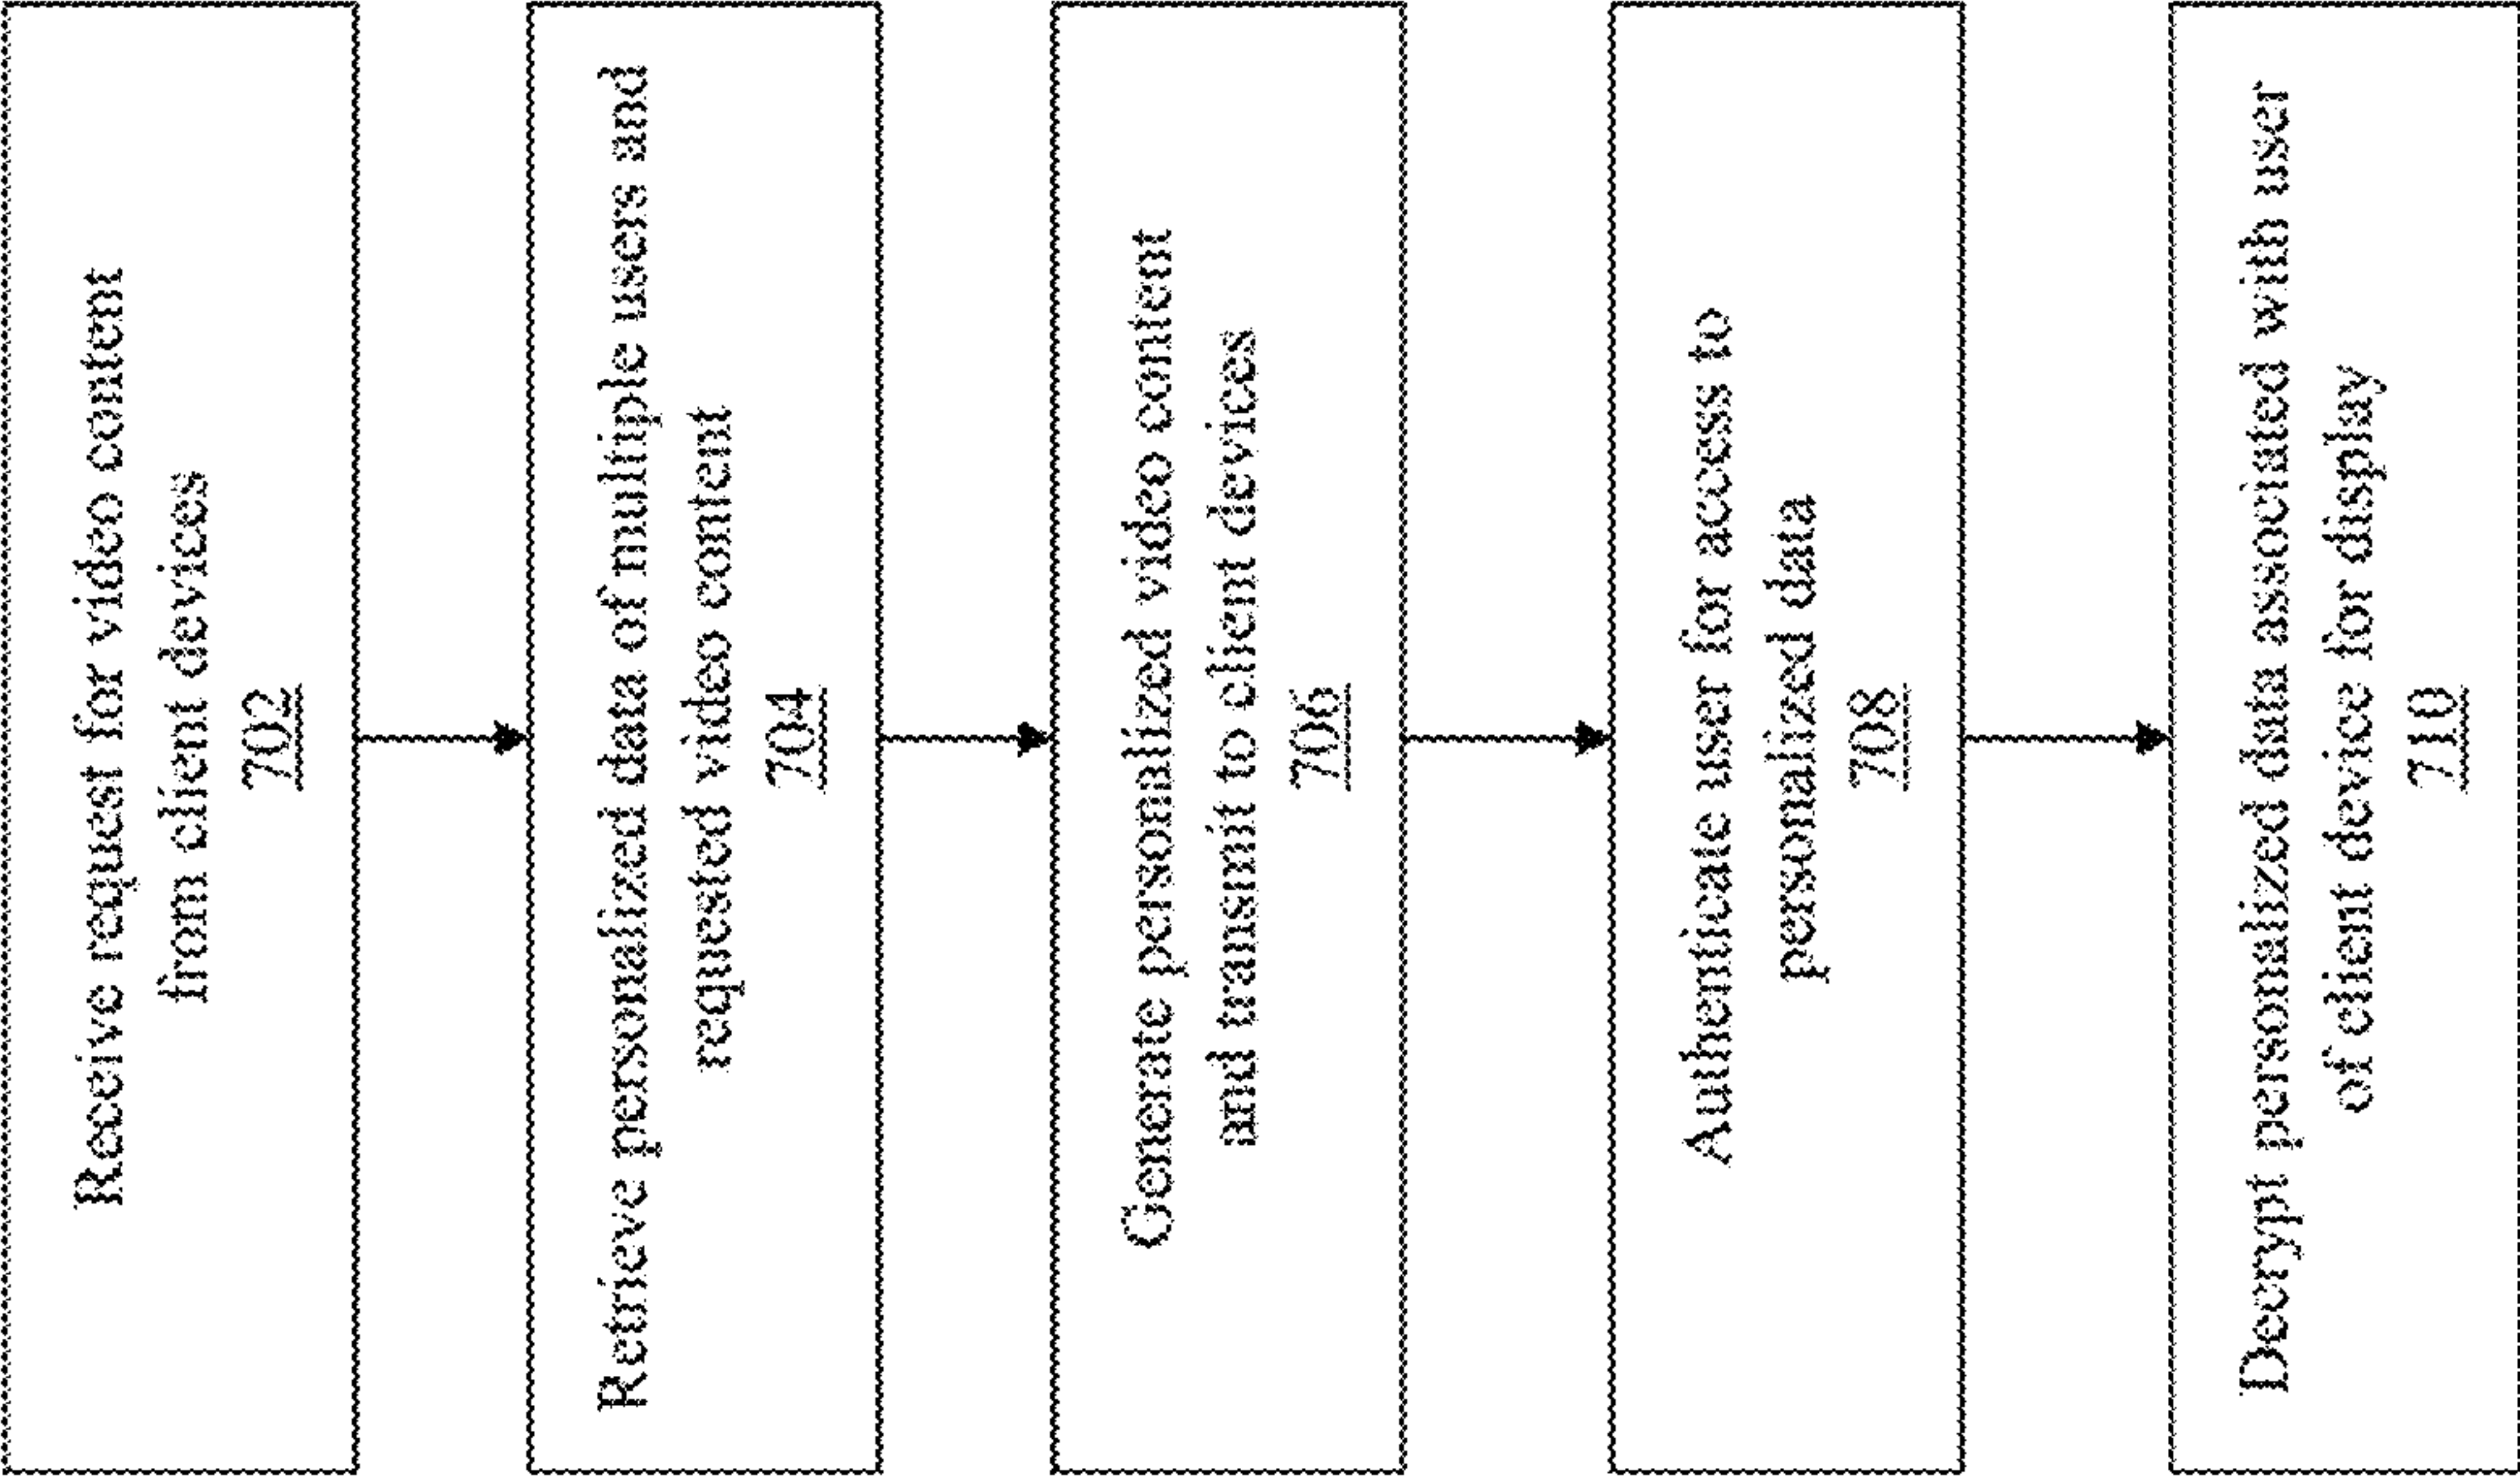 Receive request for video content
from client devices
702
Retrieve personalized data of multiple users and
requested video content
704
Generate personalized video content
and transmit to client devices
706
Authenticate user for access to
personalized data
708
Decrypt personalized data associated with user
of client device for display
710